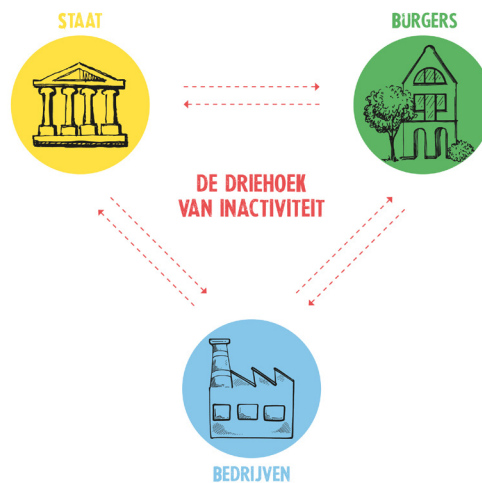 STAAT
BURGERS
DE DRIEHOEK
VAN INACTIVITEIT
BEDRIJVEN